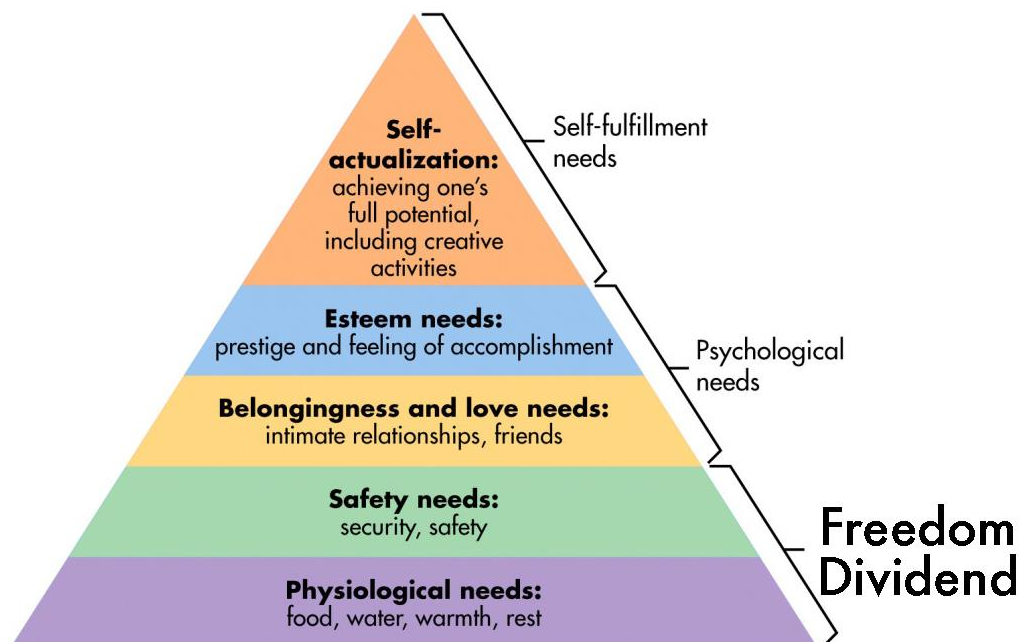 Self-
actualization:
achieving one's
full potential,
including creative
activities
Self-fulfillment
needs
Esteem needs:
prestige and feeling of accomplishment
Psychological
needs
Belongingness and love needs:
intimate relationships, friends
Safety needs:
security, safety
Freedom
Dividend
Physiological needs:
food, water, warmth, rest